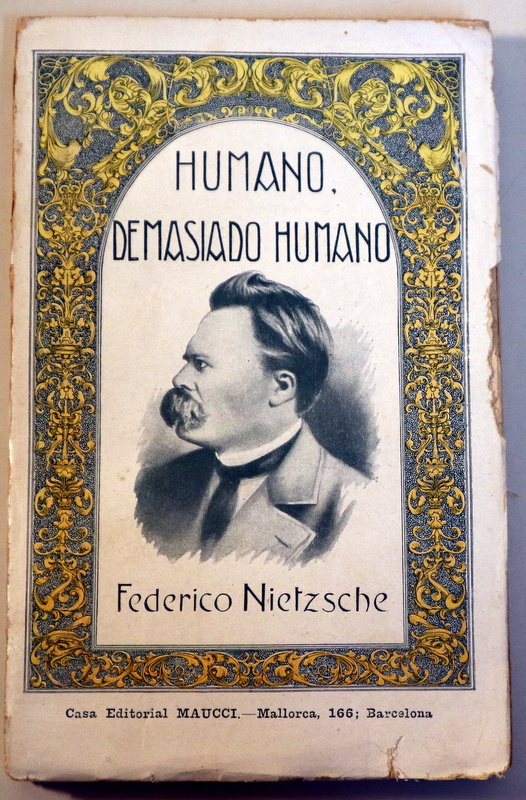 HUMANO,
DEMASIADO HUMANO
Federico Nietzsche
Casa Editorial MAUCCI.—Mallorca, 166; Barcelona